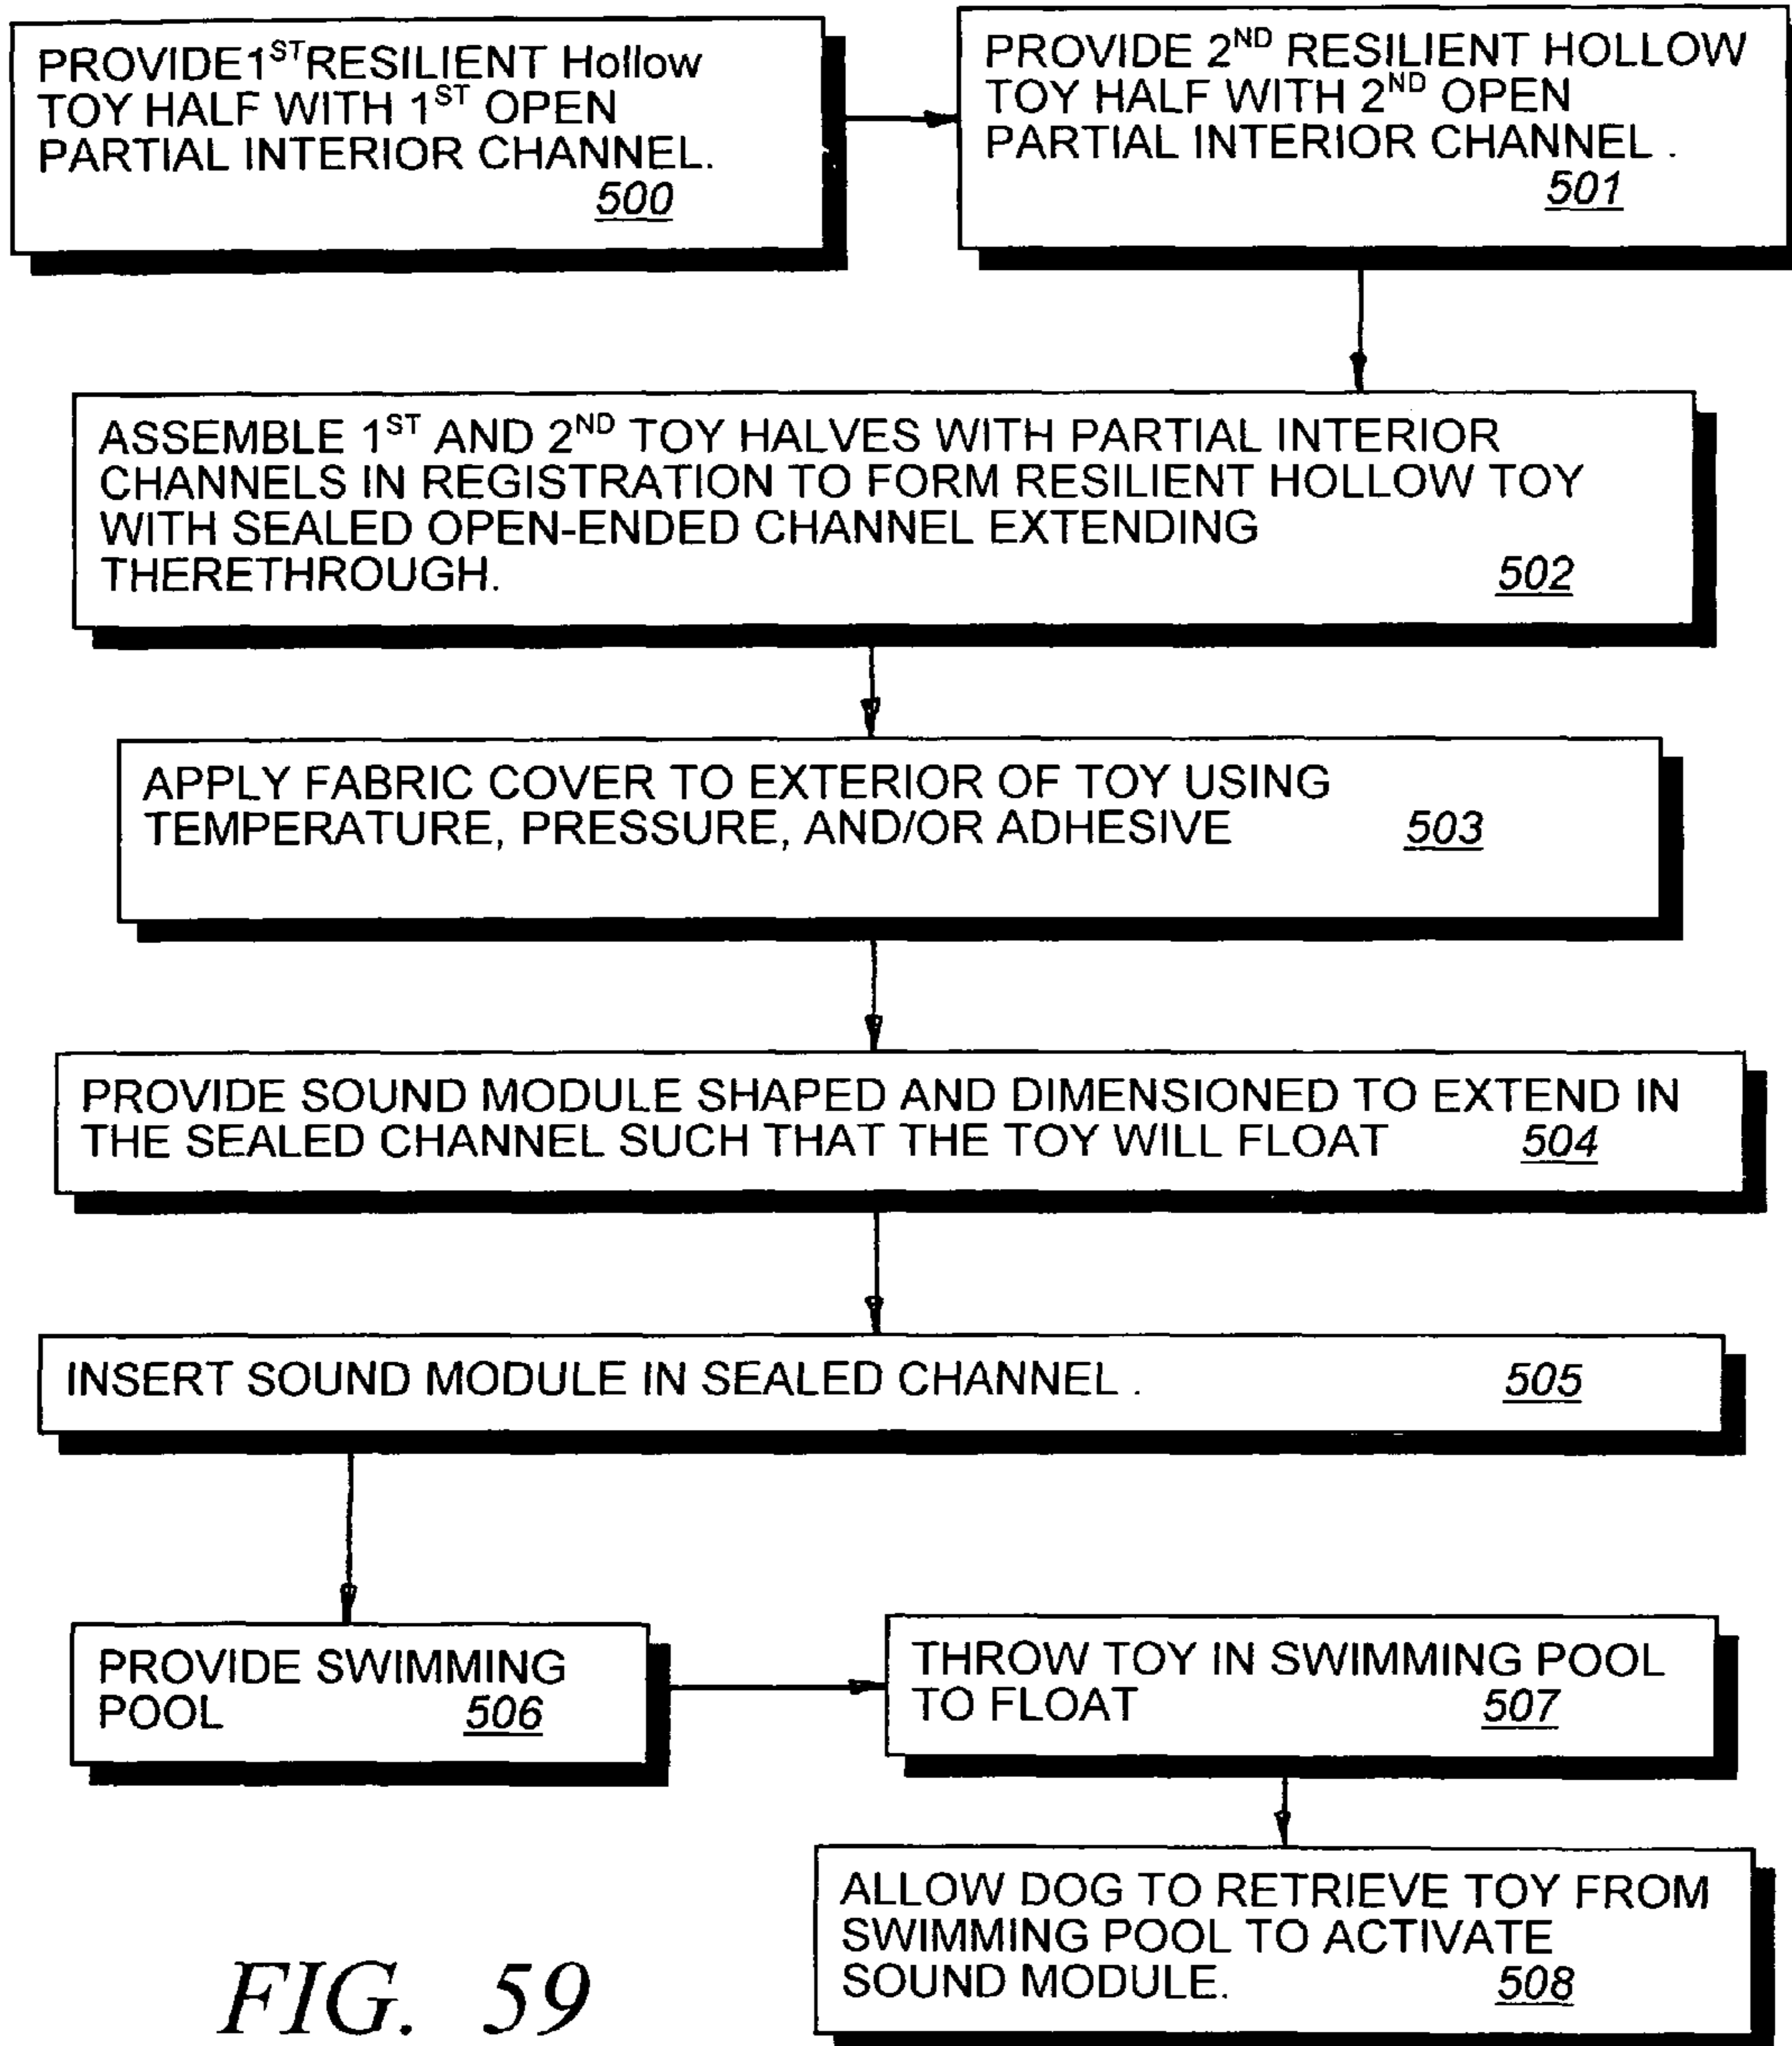 PROVIDE1ST RESILIENT Hollow
TOY HALF WITH 1ST OPEN
PARTIAL INTERIOR CHANNEL.
500
PROVIDE 2ND RESILIENT HOLLOW
TOY HALF WITH 2ND OPEN
PARTIAL INTERIOR CHANNEL .
501
ASSEMBLE 1ST AND 2ND TOY HALVES WITH PARTIAL INTERIOR
CHANNELS IN REGISTRATION TO FORM RESILIENT HOLLOW TOY
WITH SEALED OPEN-ENDED CHANNEL EXTENDING
THERETHROUGH. 502
APPLY FABRIC COVER TO EXTERIOR OF TOY USING
TEMPERATURE, PRESSURE, AND/OR ADHESIVE 503
PROVIDE SOUND MODULE SHAPED AND DIMENSIONED TO EXTEND IN
THE SEALED CHANNEL SUCH THAT THE TOY WILL FLOAT 504
INSERT SOUND MODULE IN SEALED CHANNEL . 505
PROVIDE SWIMMING
POOL 506
THROW TOY IN SWIMMING POOL
TO FLOAT 507
ALLOW DOG TO RETRIEVE TOY FROM
SWIMMING POOL TO ACTIVATE
SOUND MODULE. 508
FIG. 59